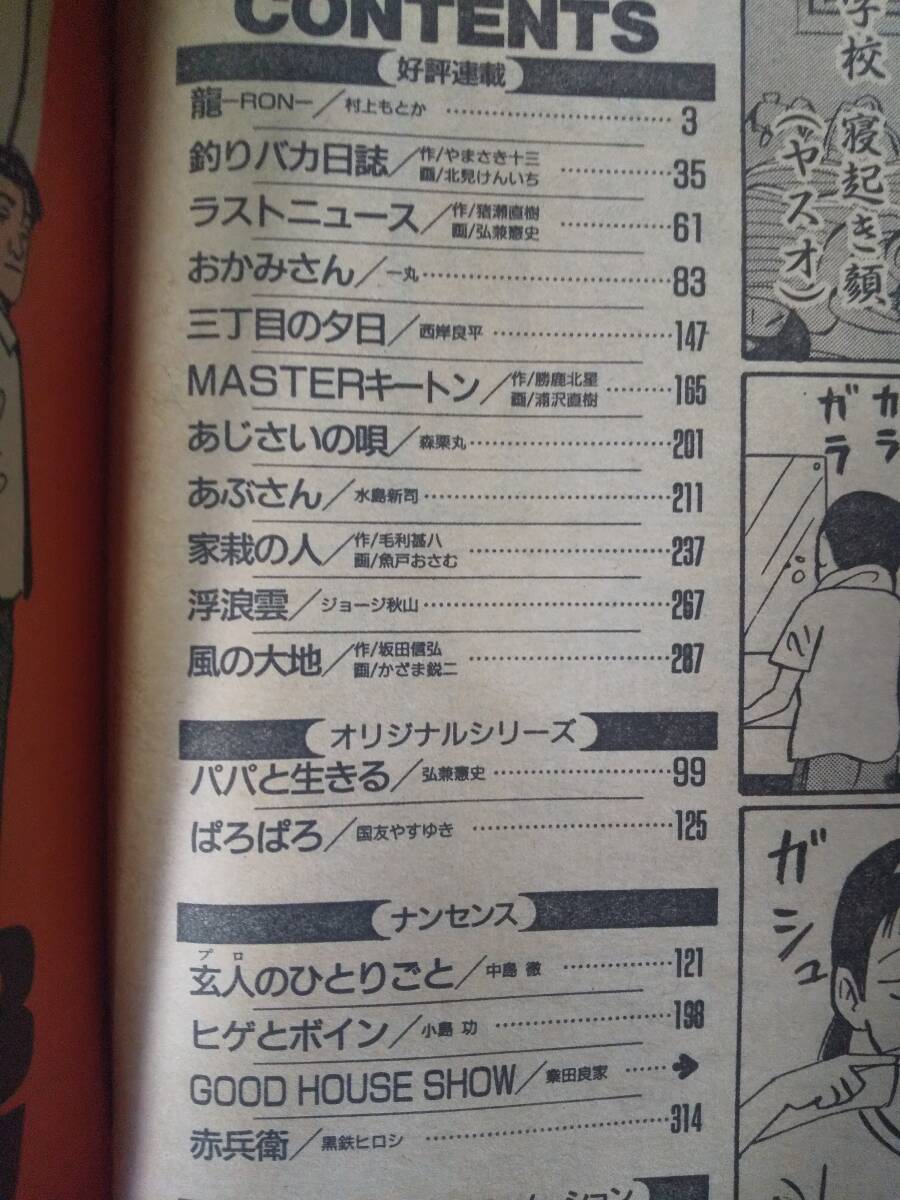 CONTENTS
好評連載
龍-RON-/村上もとか……3
釣りバカ日誌/作/やまさき十三 画/北見けんいち……35
ラストニュース/作/猪瀬直樹 画/弘兼憲史……61
おかみさん/一丸……83
三丁目の夕日/西岸良平……147
MASTERキートン/作/勝鹿北星 画/浦沢直樹……165
あじさいの唄/森栗丸……201
あぶさん/水島新司……211
家栽の人/作/毛利甚八 画/魚戸おさむ……237
浮浪雲/ジョージ秋山……267
風の大地/作/坂田信弘 画/かざま鋭二……287
オリジナルシリーズ
パパと生きる/弘兼憲史……99
ぱろぱろ/国友やすゆき……125
ナンセンス
プロ
玄人のひとりごと/中島 徹……121
ヒゲとボイン/小島 功……198
GOOD HOUSE SHOW/業田良家……➔
赤兵衛/黒鉄ヒロシ……314
ション
学校 寝起き顔
(ヤスオ)
ガラ
ガラ
ガシュ